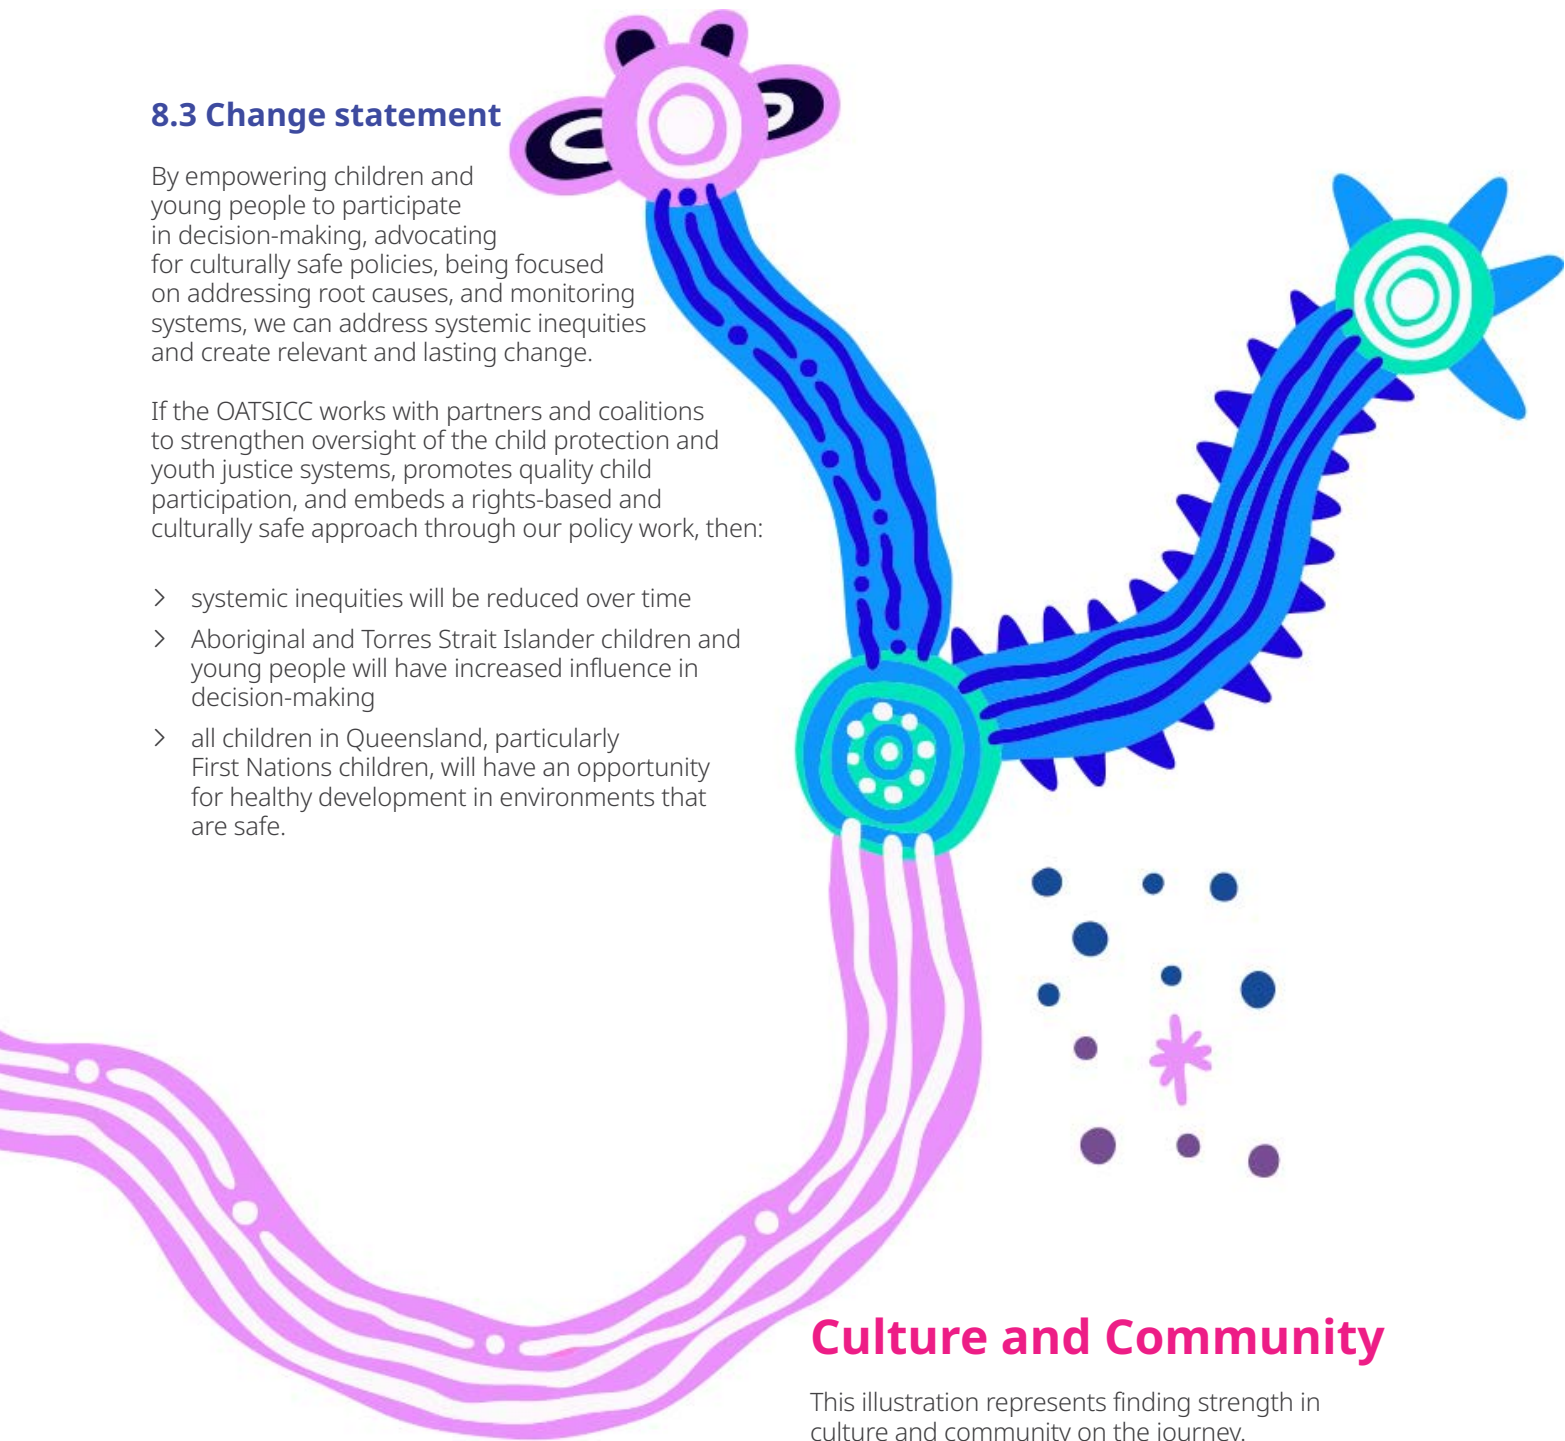 8.3 Change statement
By empowering children and
young people to participate
in decision-making, advocating
for culturally safe policies, being focused
on addressing root causes, and monitoring
systems, we can address systemic inequities
and create relevant and lasting change.
If the OATSICC works with partners and coalitions
to strengthen oversight of the child protection and
youth justice systems, promotes quality child
participation, and embeds a rights-based and
culturally safe approach through our policy work, then:
> systemic inequities will be reduced over time
> Aboriginal and Torres Strait Islander children and
young people will have increased influence in
decision-making
> all children in Queensland, particularly
First Nations children, will have an opportunity
for healthy development in environments that
are safe.
Culture and Community
This illustration represents finding strength in
culture and community on the journey.